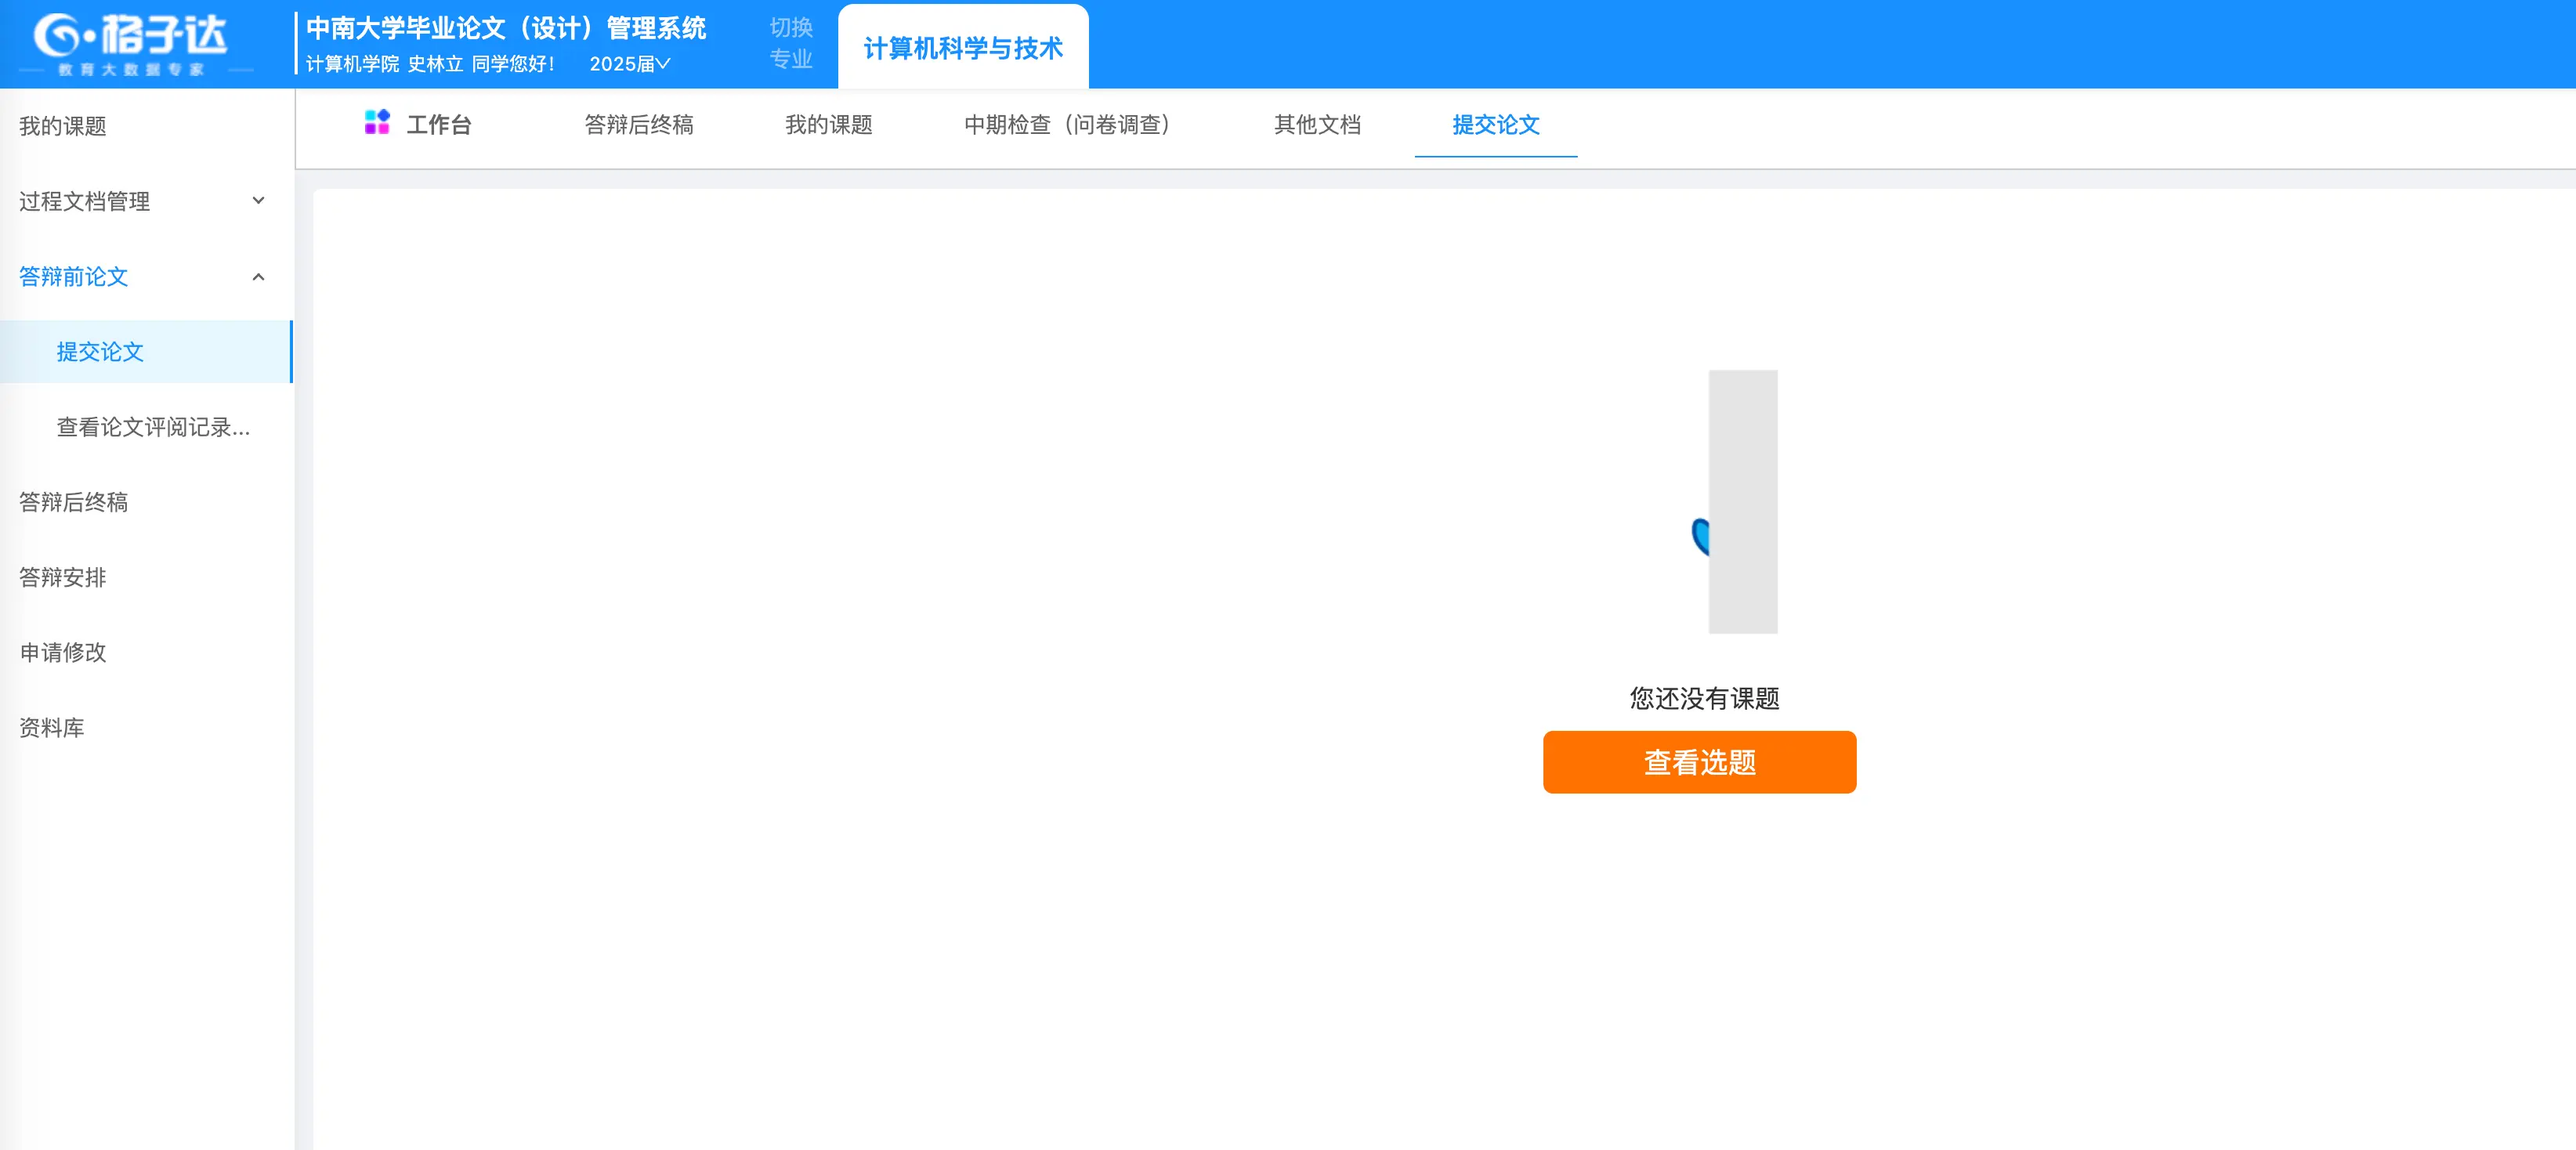 格子达
教育大数据专家
中南大学毕业论文（设计）管理系统
计算机学院 史林立 同学您好！ 2025届
切换
专业
计算机科学与技术
我的课题
过程文档管理
答辩前论文
提交论文
查看论文评阅记录...
答辩后终稿
答辩安排
申请修改
资料库
工作台 答辩后终稿 我的课题 中期检查（问卷调查） 其他文档 提交论文
您还没有课题
查看选题